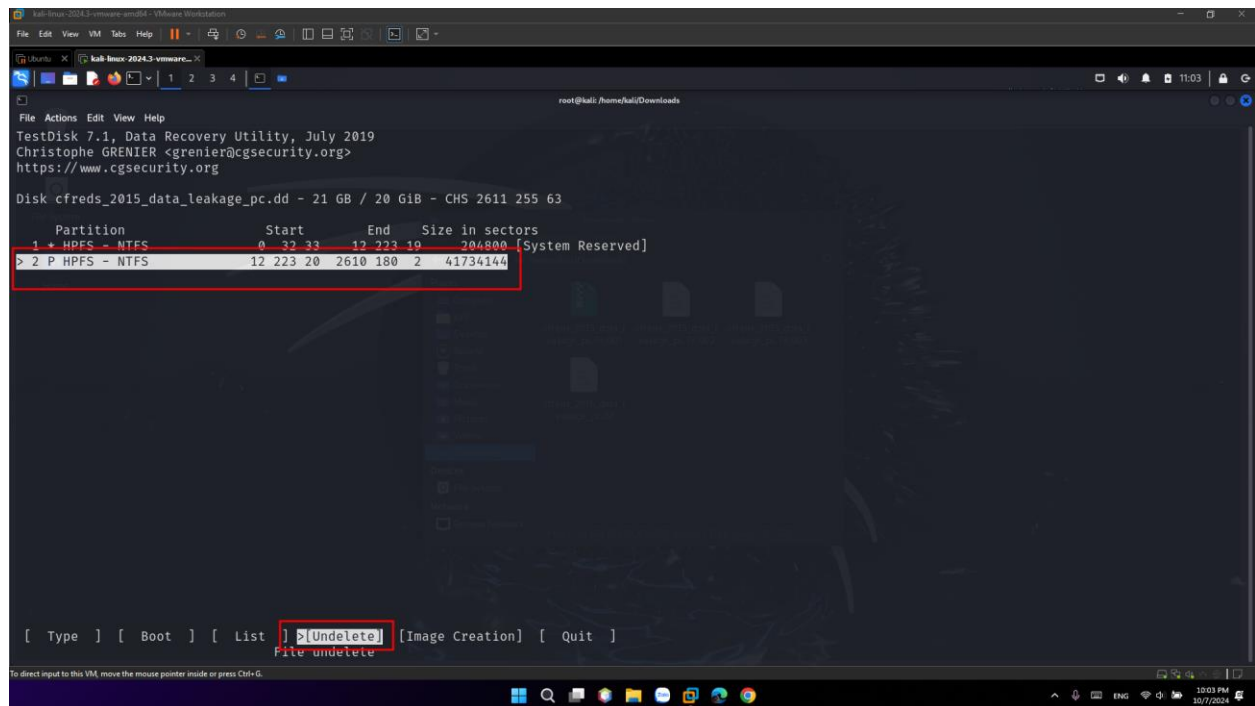 kali-linux-2024.3-vmware-amd64 - VMware Workstation
File Edit View VM Tabs Help
Ubuntu kali-linux-2024.3-vmware...
1 2 3 4 11:03
root@kali: /home/kali/Downloads
File Actions Edit View Help
TestDisk 7.1, Data Recovery Utility, July 2019
Christophe GRENIER <grenier@cgsecurity.org>
https://www.cgsecurity.org
Disk cfreds_2015_data_leakage_pc.dd - 21 GB / 20 GiB - CHS 2611 255 63
Partition Start End Size in sectors
1 * HPFS - NTFS 0 32 33 12 223 19 204800 [System Reserved]
> 2 P HPFS - NTFS 12 223 20 2610 180 2 41734144
[ Type ] [ Boot ] [ List ] >[Undelete] [Image Creation] [ Quit ]
File undelete
To direct input to this VM, move the mouse pointer inside or press Ctrl+G.
ENG 10:03 PM
10/7/2024